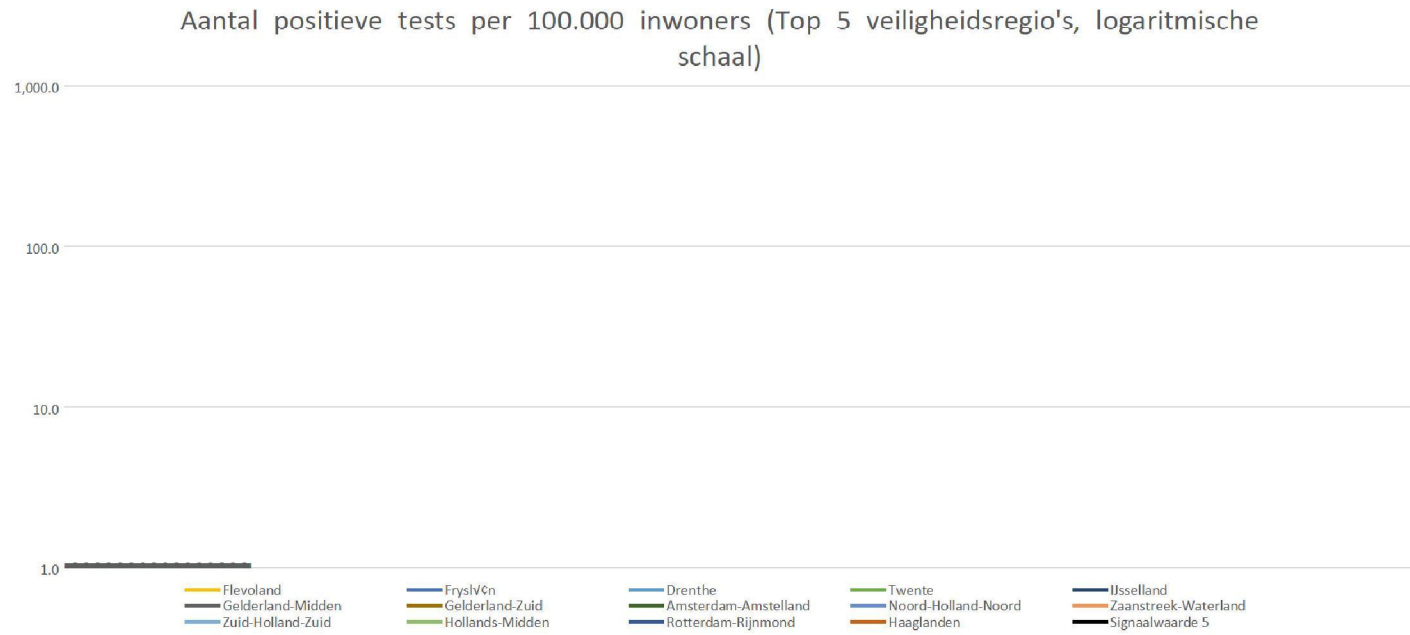 Aantal positieve tests per 100.000 inwoners (Top 5 veiligheidsregio's, logaritmische
schaal)
1,000.0
100.0
10.0
1.0
Flevoland Frysl√¢n Drenthe Twente IJsselland
Gelderland-Midden Gelderland-Zuid Amsterdam-Amstelland Noord-Holland-Noord Zaanstreek-Waterland
Zuid-Holland-Zuid Hollands-Midden Rotterdam-Rijnmond Haaglanden Signaalwaarde 5